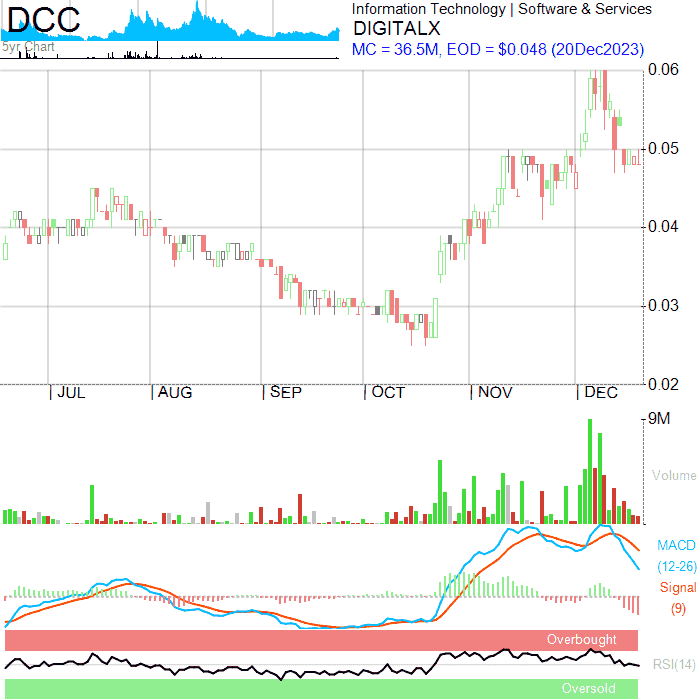 DCC
5yr Chart
Information Technology | Software & Services
DIGITALX
MC = 36.5M, EOD = $0.048 (20Dec2023)
0.06
0.05
0.04
0.03
0.02
| JUL | AUG | SEP | OCT | NOV | DEC
9M
Volume
MACD
(12-26)
Signal
(9)
Overbought
RSI(14)
Oversold